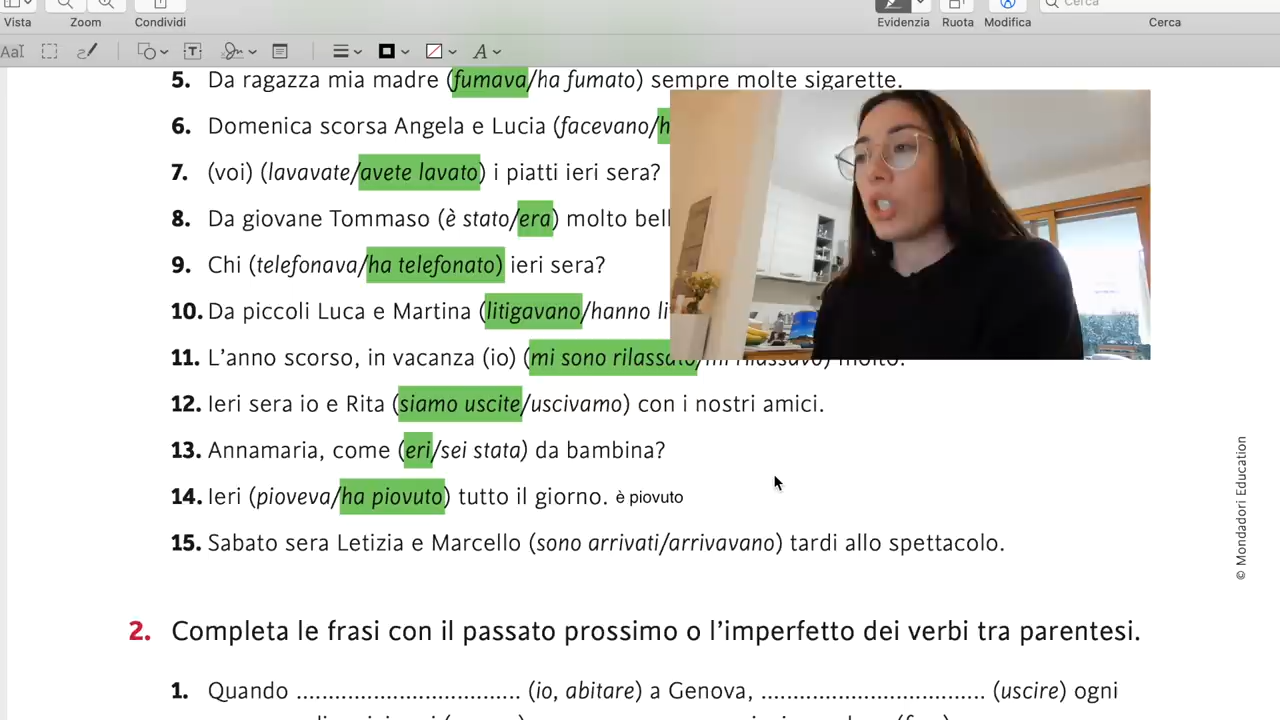 Vista Zoom Condividi Evidenzia Ruota Modifica Cerca
Cerca
AaI A
5. Da ragazza mia madre (fumava/ha fumato) sempre molte sigarette.
6. Domenica scorsa Angela e Lucia (facevano/h
7. (voi) (lavavate/avete lavato) i piatti ieri sera?
8. Da giovane Tommaso (è stato/era) molto bell
9. Chi (telefonava/ha telefonato) ieri sera?
10. Da piccoli Luca e Martina (litigavano/hanno li
11. L'anno scorso, in vacanza (io) (mi sono rilassato/mi rilassavo) molto.
12. Ieri sera io e Rita (siamo uscite/uscivamo) con i nostri amici.
13. Annamaria, come (eri/sei stata) da bambina?
14. Ieri (pioveva/ha piovuto) tutto il giorno. è piovuto
15. Sabato sera Letizia e Marcello (sono arrivati/arrivavano) tardi allo spettacolo.
© Mondadori Education
2. Completa le frasi con il passato prossimo o l'imperfetto dei verbi tra parentesi.
1. Quando .................................. (io, abitare) a Genova, .................................. (uscire) ogni